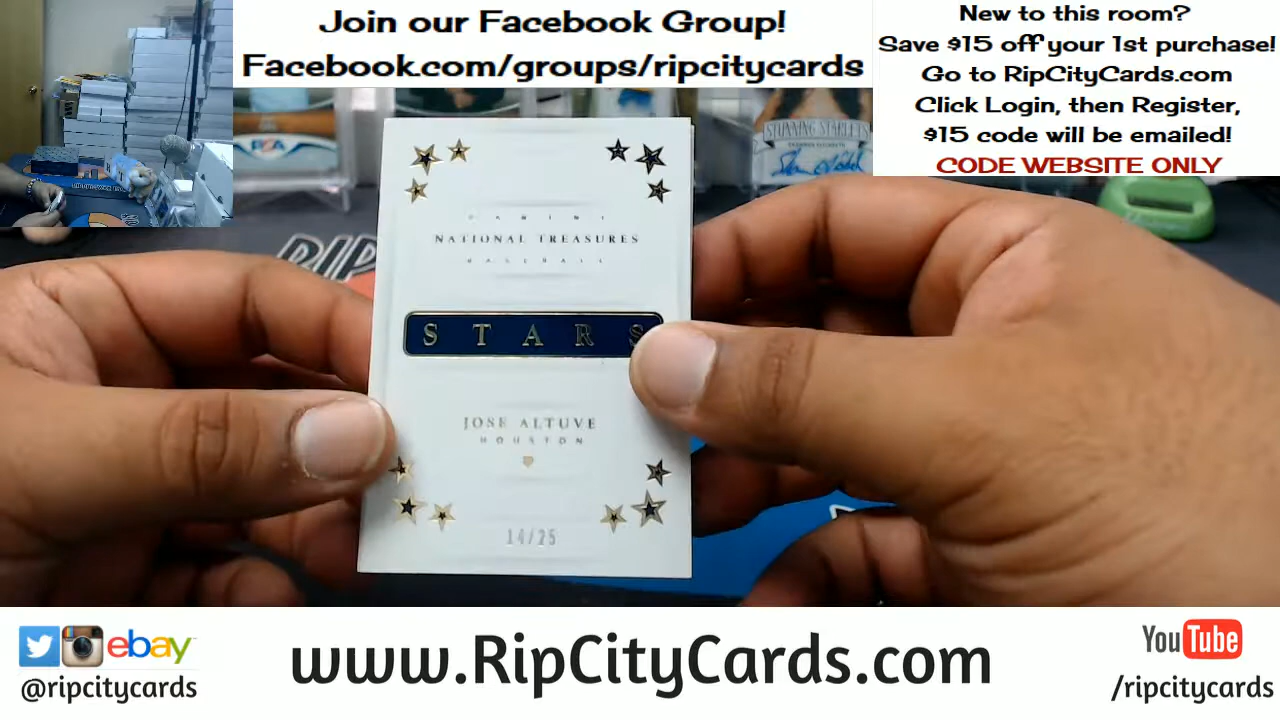 Join our Facebook Group!
Facebook.com/groups/ripcitycards
New to this room?
Save $15 off your 1st purchase!
Go to RipCityCards.com
Click Login, then Register,
$15 code will be emailed!
CODE WEBSITE ONLY
PSA
STUNNING STARLETS
RIP
PANINI
NATIONAL TREASURES
BASEBALL
STARS
JOSE ALTUVE
HOUSTON
14/25
ebay
@ripcitycards
www.RipCityCards.com
YouTube
/ripcitycards